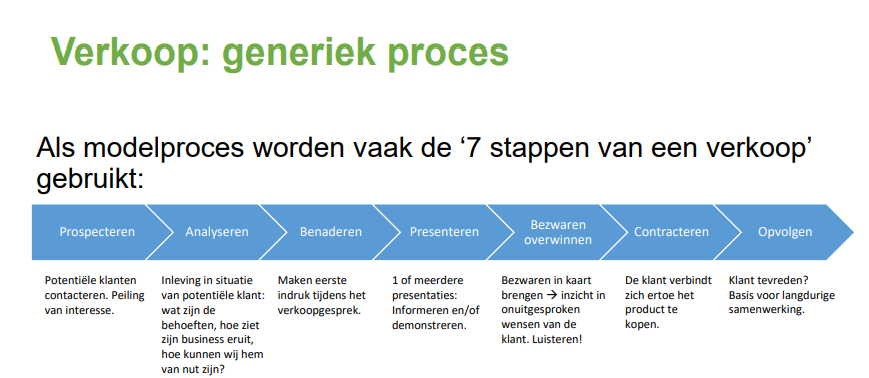 Verkoop: generiek proces
Als modelproces worden vaak de ‘7 stappen van een verkoop’
gebruikt:
Prospecteren
Analyseren
Benaderen
Presenteren
Bezwaren
overwinnen
Contracteren
Opvolgen
Potentiële klanten
contacteren. Peiling
van interesse.
Inleving in situatie
van potentiële klant:
wat zijn de
behoeften, hoe ziet
zijn business eruit,
hoe kunnen wij hem
van nut zijn?
Maken eerste
indruk tijdens het
verkoopgesprek.
1 of meerdere
presentaties:
Informeren en/of
demonstreren.
Bezwaren in kaart
brengen → inzicht in
onuitgesproken
wensen van de
klant. Luisteren!
De klant verbindt
zich ertoe het
product te
kopen.
Klant tevreden?
Basis voor langdurige
samenwerking.